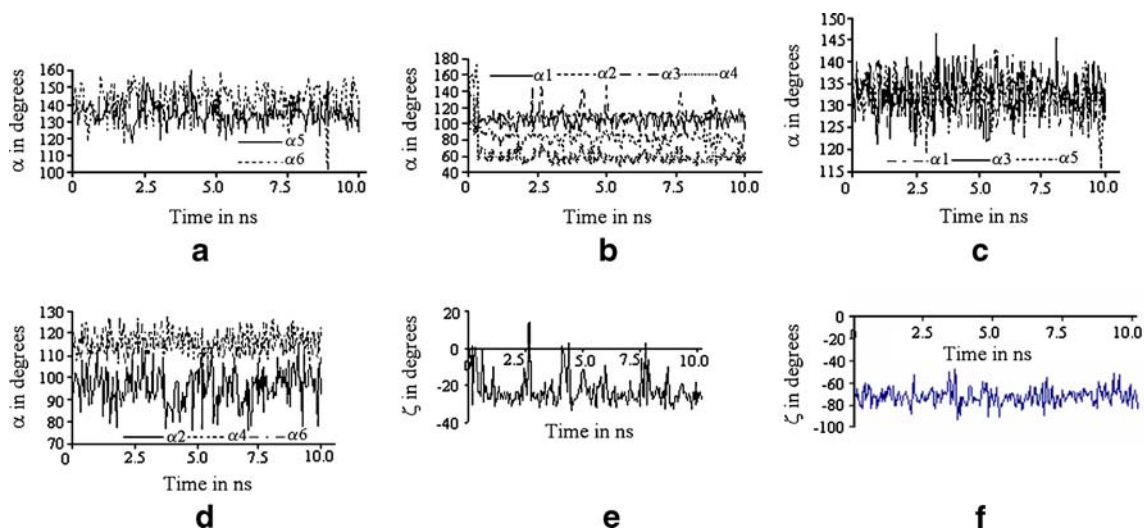 α in degrees
160
150
140
130
120
110
100
α5
α6
0 2.5 5.0 7.5 10.0
Time in ns
a
α in degrees
180
160
140
120
100
80
60
40
α1 α2 α3 α4
0 2.5 5.0 7.5 10.0
Time in ns
b
α in degrees
150
145
140
135
130
125
120
115
α1 α3 α5
0 2.5 5.0 7.5 10.0
Time in ns
c
α in degrees
130
120
110
100
90
80
70
α2 α4 α6
0 2.5 5.0 7.5 10.0
Time in ns
d
ζ in degrees
20
0
-20
-40
0 2.5 5.0 7.5 10.0
Time in ns
e
ζ in degrees
0
-20
-40
-60
-80
-100
0 2.5 5.0 7.5 10.0
Time in ns
f